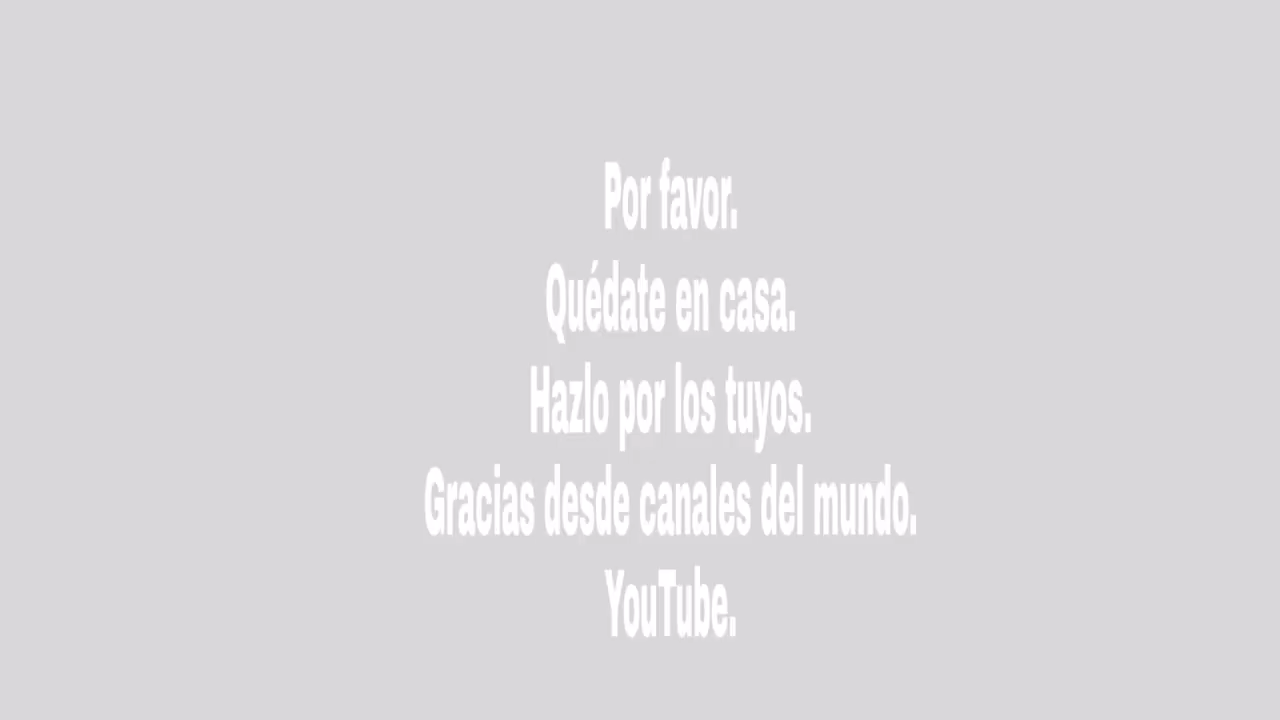 Por favor.
Quédate en casa.
Hazlo por los tuyos.
Gracias desde canales del mundo.
YouTube.